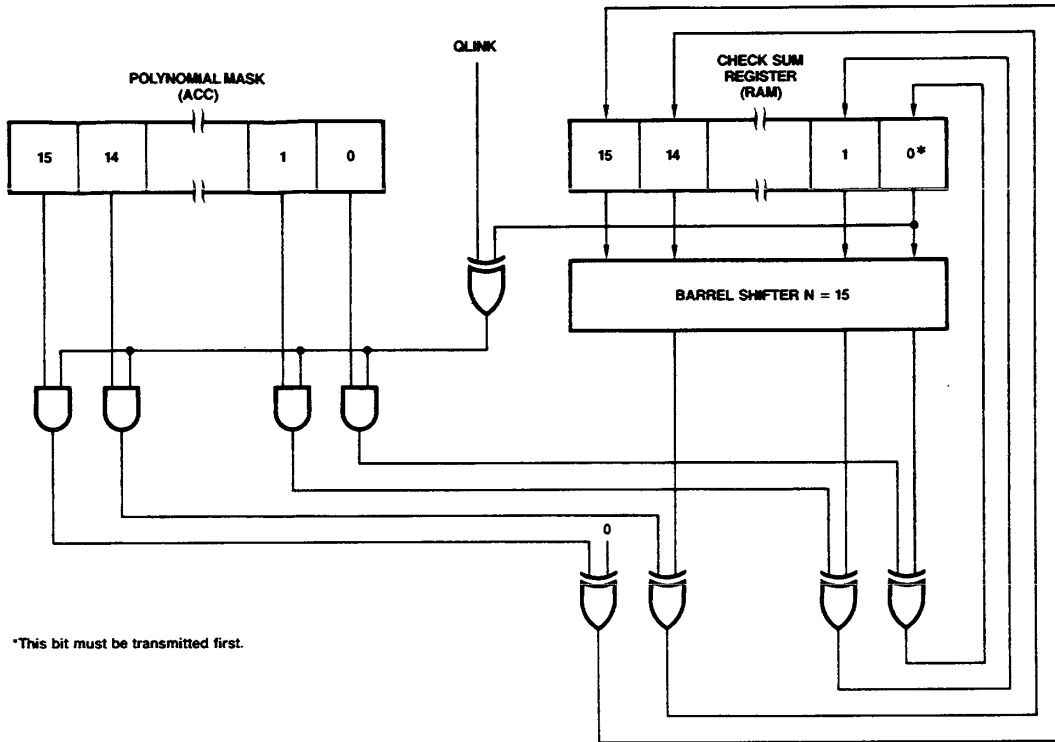 QLINK
POLYNOMIAL MASK
(ACC)
CHECK SUM
REGISTER
(RAM)
15 14 1 0
15 14 1 0*
BARREL SHIFTER N = 15
0
*This bit must be transmitted first.